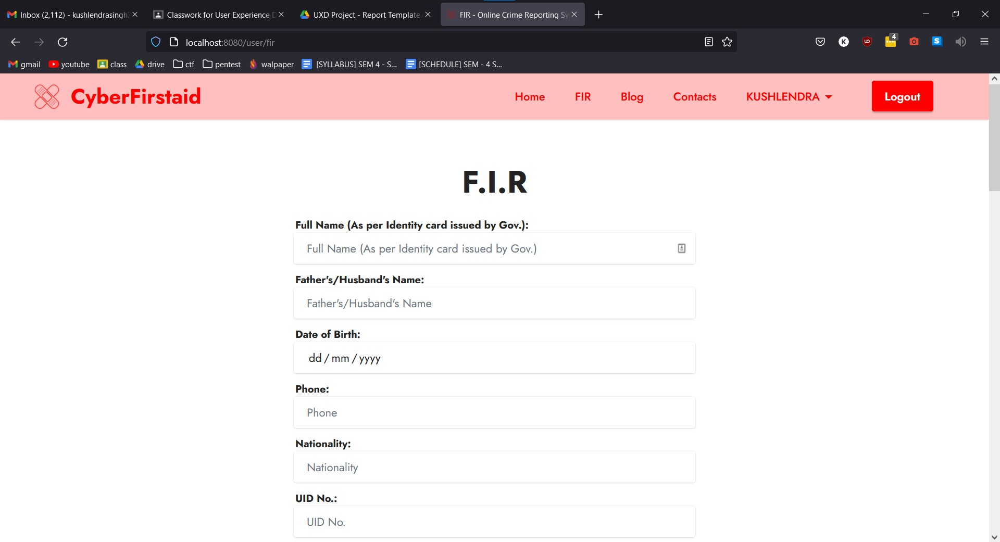 Inbox (2,112) - kushlendrasingh2
Classwork for User Experience D
UXD Project - Report Template.
FIR - Online Crime Reporting Sy
localhost:8080/user/fir
4
K
S
gmail
youtube
class
drive
ctf
pentest
walpaper
[SYLLABUS] SEM 4 - S...
[SCHEDULE] SEM - 4 S...
CyberFirstaid
Home
FIR
Blog
Contacts
KUSHLENDRA
Logout
F.I.R
Full Name (As per Identity card issued by Gov.):
Full Name (As per Identity card issued by Gov.)
Father's/Husband's Name:
Father's/Husband's Name
Date of Birth:
dd / mm / yyyy
Phone:
Phone
Nationality:
Nationality
UID No.:
UID No.